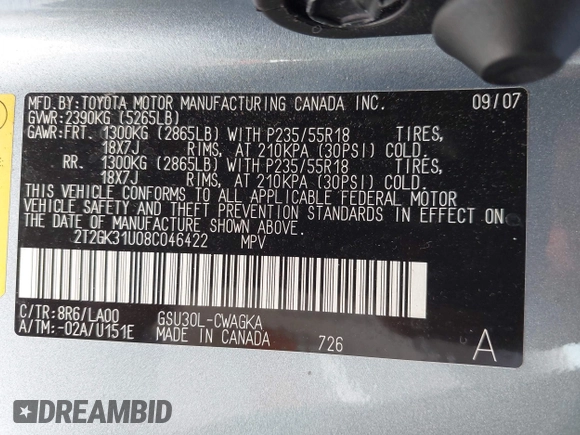 MFD.BY:TOYOTA MOTOR MANUFACTURING CANADA INC. 09/07
GVWR:2390KG (5265LB)
GAWR:FRT. 1300KG (2865LB) WITH P235/55R18 TIRES,
18X7J RIMS, AT 210KPA (30PSI) COLD.
RR. 1300KG (2865LB) WITH P235/55R18 TIRES,
18X7J RIMS, AT 210KPA (30PSI) COLD.
THIS VEHICLE CONFORMS TO ALL APPLICABLE FEDERAL MOTOR
VEHICLE SAFETY AND THEFT PREVENTION STANDARDS IN EFFECT ON
THE DATE OF MANUFACTURE SHOWN ABOVE.
2T2GK31U08C046422 MPV
C/TR:8R6/LA00 GSU30L-CWAGKA
A/TM:-02A/U151E MADE IN CANADA 726 A
DREAMBID